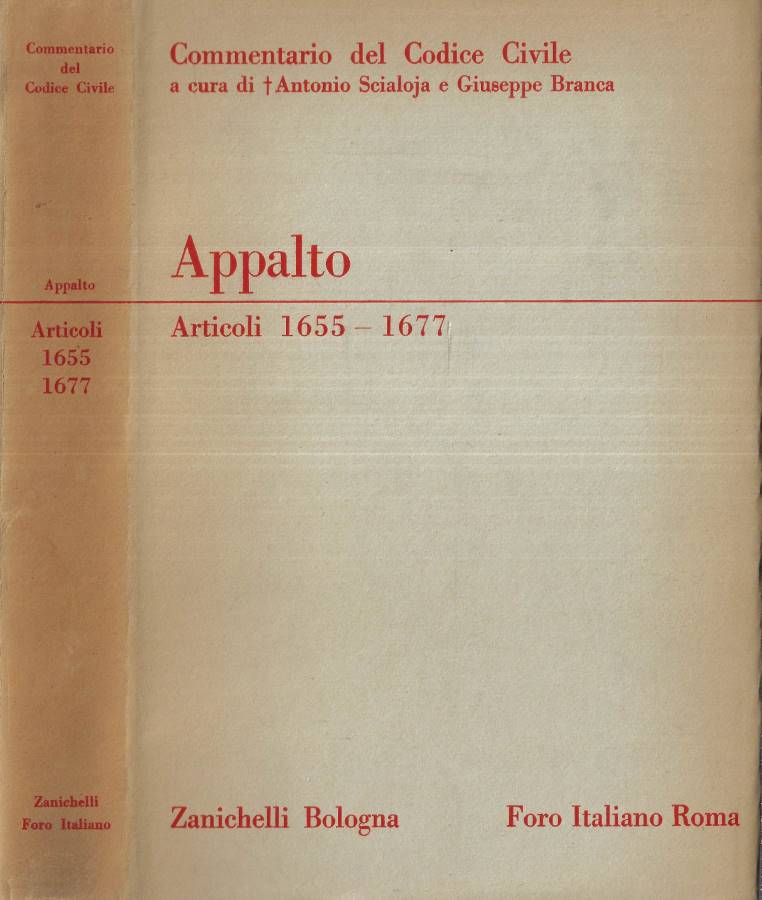 Commentario
del
Codice Civile
Appalto
Articoli
1655
1677
Zanichelli
Foro Italiano
Commentario del Codice Civile
a cura di † Antonio Scialoja e Giuseppe Branca
Appalto
Articoli 1655 – 1677
Zanichelli Bologna
Foro Italiano Roma